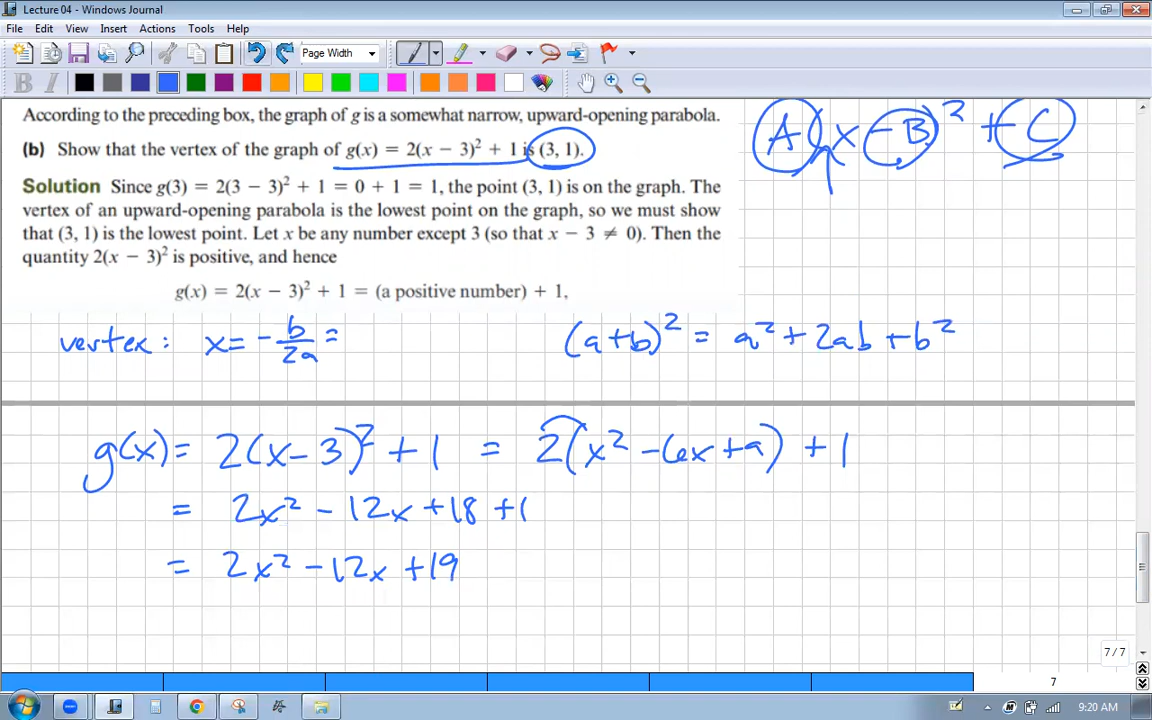 Lecture 04 - Windows Journal
File Edit View Insert Actions Tools Help
Page Width
B I
According to the preceding box, the graph of g is a somewhat narrow, upward-opening parabola.
(b) Show that the vertex of the graph of g(x) = 2(x − 3)² + 1 is (3, 1).
A(x − B)² + C
Solution Since g(3) = 2(3 − 3)² + 1 = 0 + 1 = 1, the point (3, 1) is on the graph. The
vertex of an upward-opening parabola is the lowest point on the graph, so we must show
that (3, 1) is the lowest point. Let x be any number except 3 (so that x − 3 ≠ 0). Then the
quantity 2(x − 3)² is positive, and hence
g(x) = 2(x − 3)² + 1 = (a positive number) + 1,
vertex: x = − b/2a =
(a+b)² = a² + 2ab + b²
g(x) = 2(x − 3)² + 1 = 2(x² − 6x + 9) + 1
= 2x² − 12x + 18 + 1
= 2x² − 12x + 19
7 / 7
7
9:20 AM